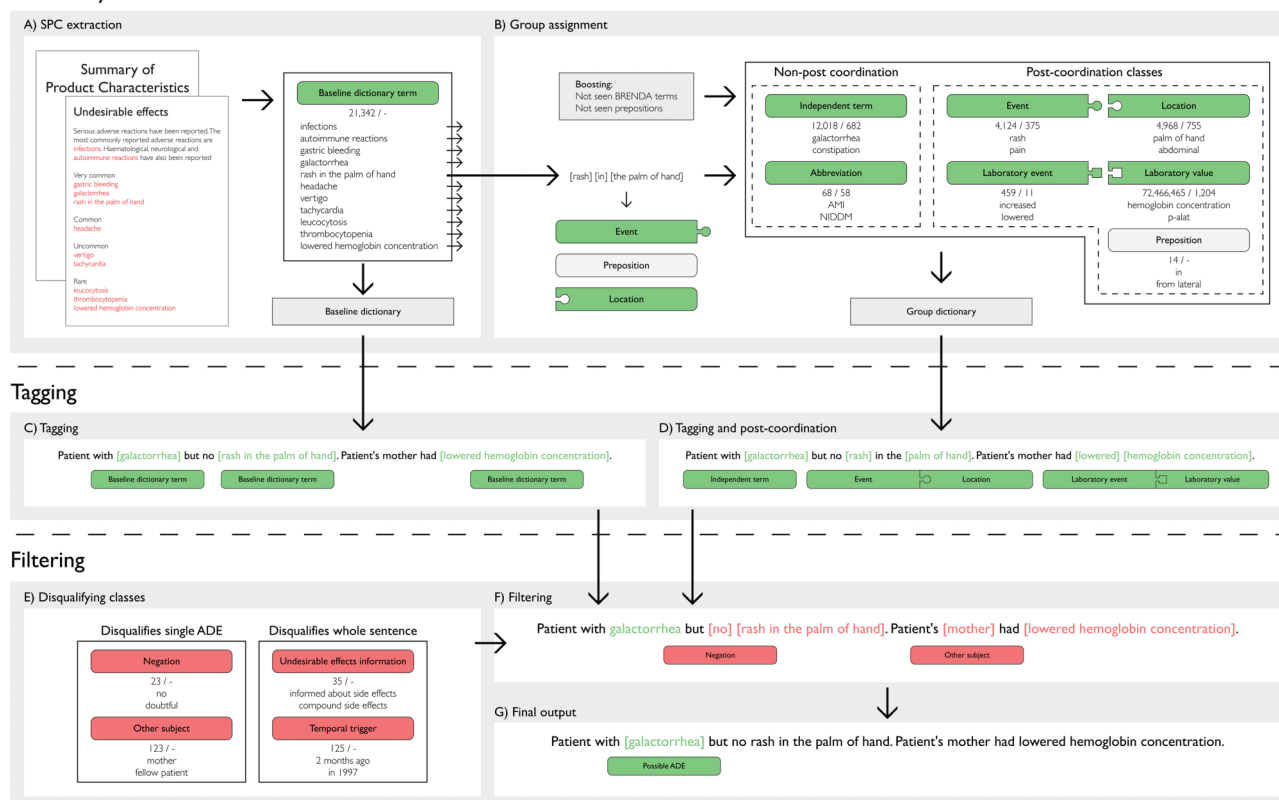 A) SPC extraction
Summary of
Product Characteristics
Undesirable effects
Serious adverse reactions have been reported. The
most commonly reported adverse reactions are
infections. Haematological, neurological and
autoimmune reactions have also been reported
Very common
gastric bleeding
galactorrhea
rash in the palm of hand
Common
headache
Uncommon
vertigo
tachycardia
Rare
leucocytosis
thrombocytopenia
lowered hemoglobin concentration
Baseline dictionary term
21,342 / -
infections
autoimmune reactions
gastric bleeding
galactorrhea
rash in the palm of hand
headache
vertigo
tachycardia
leucocytosis
thrombocytopenia
lowered hemoglobin concentration
Baseline dictionary
B) Group assignment
Boosting:
Not seen BRENDA terms
Not seen prepositions
[rash] [in] [the palm of hand]
Event
Preposition
Location
Non-post coordination
Independent term
12,018 / 682
galactorrhea
constipation
Abbreviation
68 / 58
AMI
NIDDM
Post-coordination classes
Event
4,124 / 375
rash
pain
Location
4,968 / 755
palm of hand
abdominal
Laboratory event
459 / 11
increased
lowered
Laboratory value
72,466,465 / 1,204
hemoglobin concentration
p-alat
Preposition
14 / -
in
from lateral
Group dictionary
Tagging
C) Tagging
Patient with [galactorrhea] but no [rash in the palm of hand]. Patient's mother had [lowered hemoglobin concentration].
Baseline dictionary term
Baseline dictionary term
Baseline dictionary term
D) Tagging and post-coordination
Patient with [galactorrhea] but no [rash] in the [palm of hand]. Patient's mother had [lowered] [hemoglobin concentration].
Independent term
Event
Location
Laboratory event
Laboratory value
Filtering
E) Disqualifying classes
Disqualifies single ADE
Negation
23 / -
no
doubtful
Other subject
123 / -
mother
fellow patient
Disqualifies whole sentence
Undesirable effects information
35 / -
informed about side effects
compound side effects
Temporal trigger
125 / -
2 months ago
in 1997
F) Filtering
Patient with galactorrhea but [no] [rash in the palm of hand]. Patient's [mother] had [lowered hemoglobin concentration].
Negation
Other subject
G) Final output
Patient with [galactorrhea] but no rash in the palm of hand. Patient's mother had lowered hemoglobin concentration.
Possible ADE